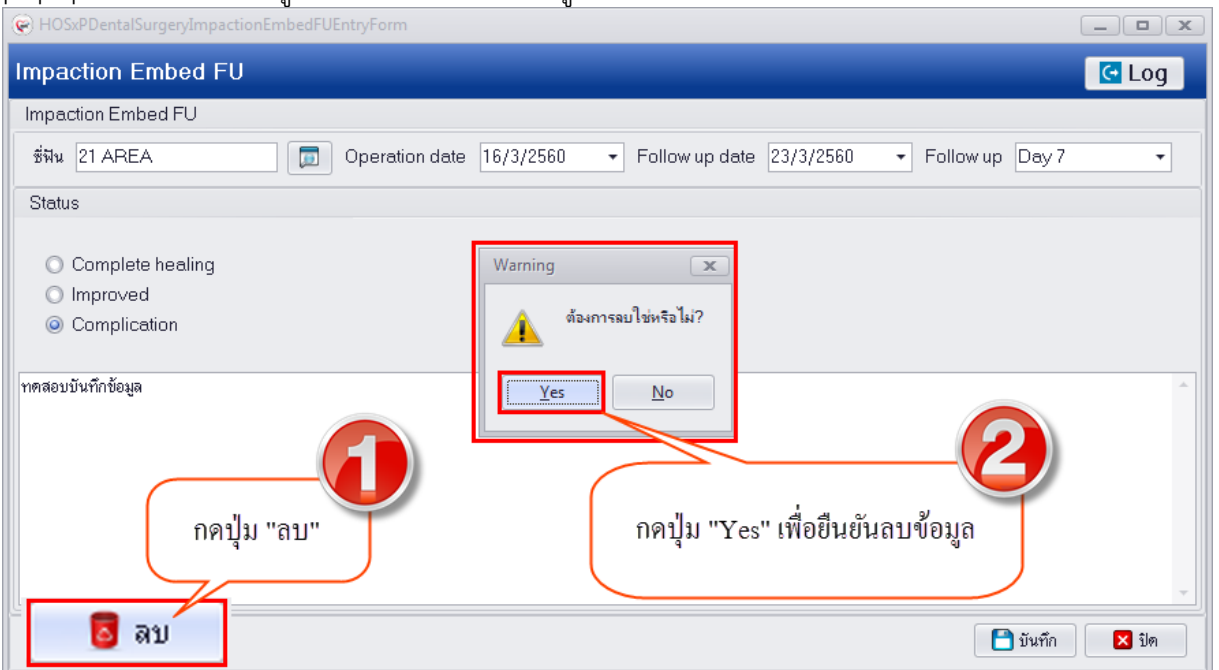 HOSxPDentalSurgeryImpactionEmbedFUEntryForm
Impaction Embed FU
Log
Impaction Embed FU
ซี่ฟัน 21 AREA Operation date 16/3/2560 Follow up date 23/3/2560 Follow up Day 7
Status
Complete healing
Improved
Complication
Warning
ต้องการลบใช่หรือไม่?
Yes No
ทดสอบบันทึกข้อมูล
1
กดปุ่ม "ลบ"
2
กดปุ่ม "Yes" เพื่อยืนยันลบข้อมูล
ลบ
บันทึก ปิด